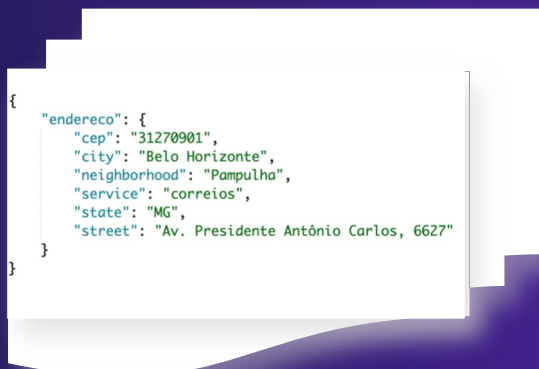 {
    "endereco": {
        "cep": "31270901",
        "city": "Belo Horizonte",
        "neighborhood": "Pampulha",
        "service": "correios",
        "state": "MG",
        "street": "Av. Presidente Antônio Carlos, 6627"
    }
}